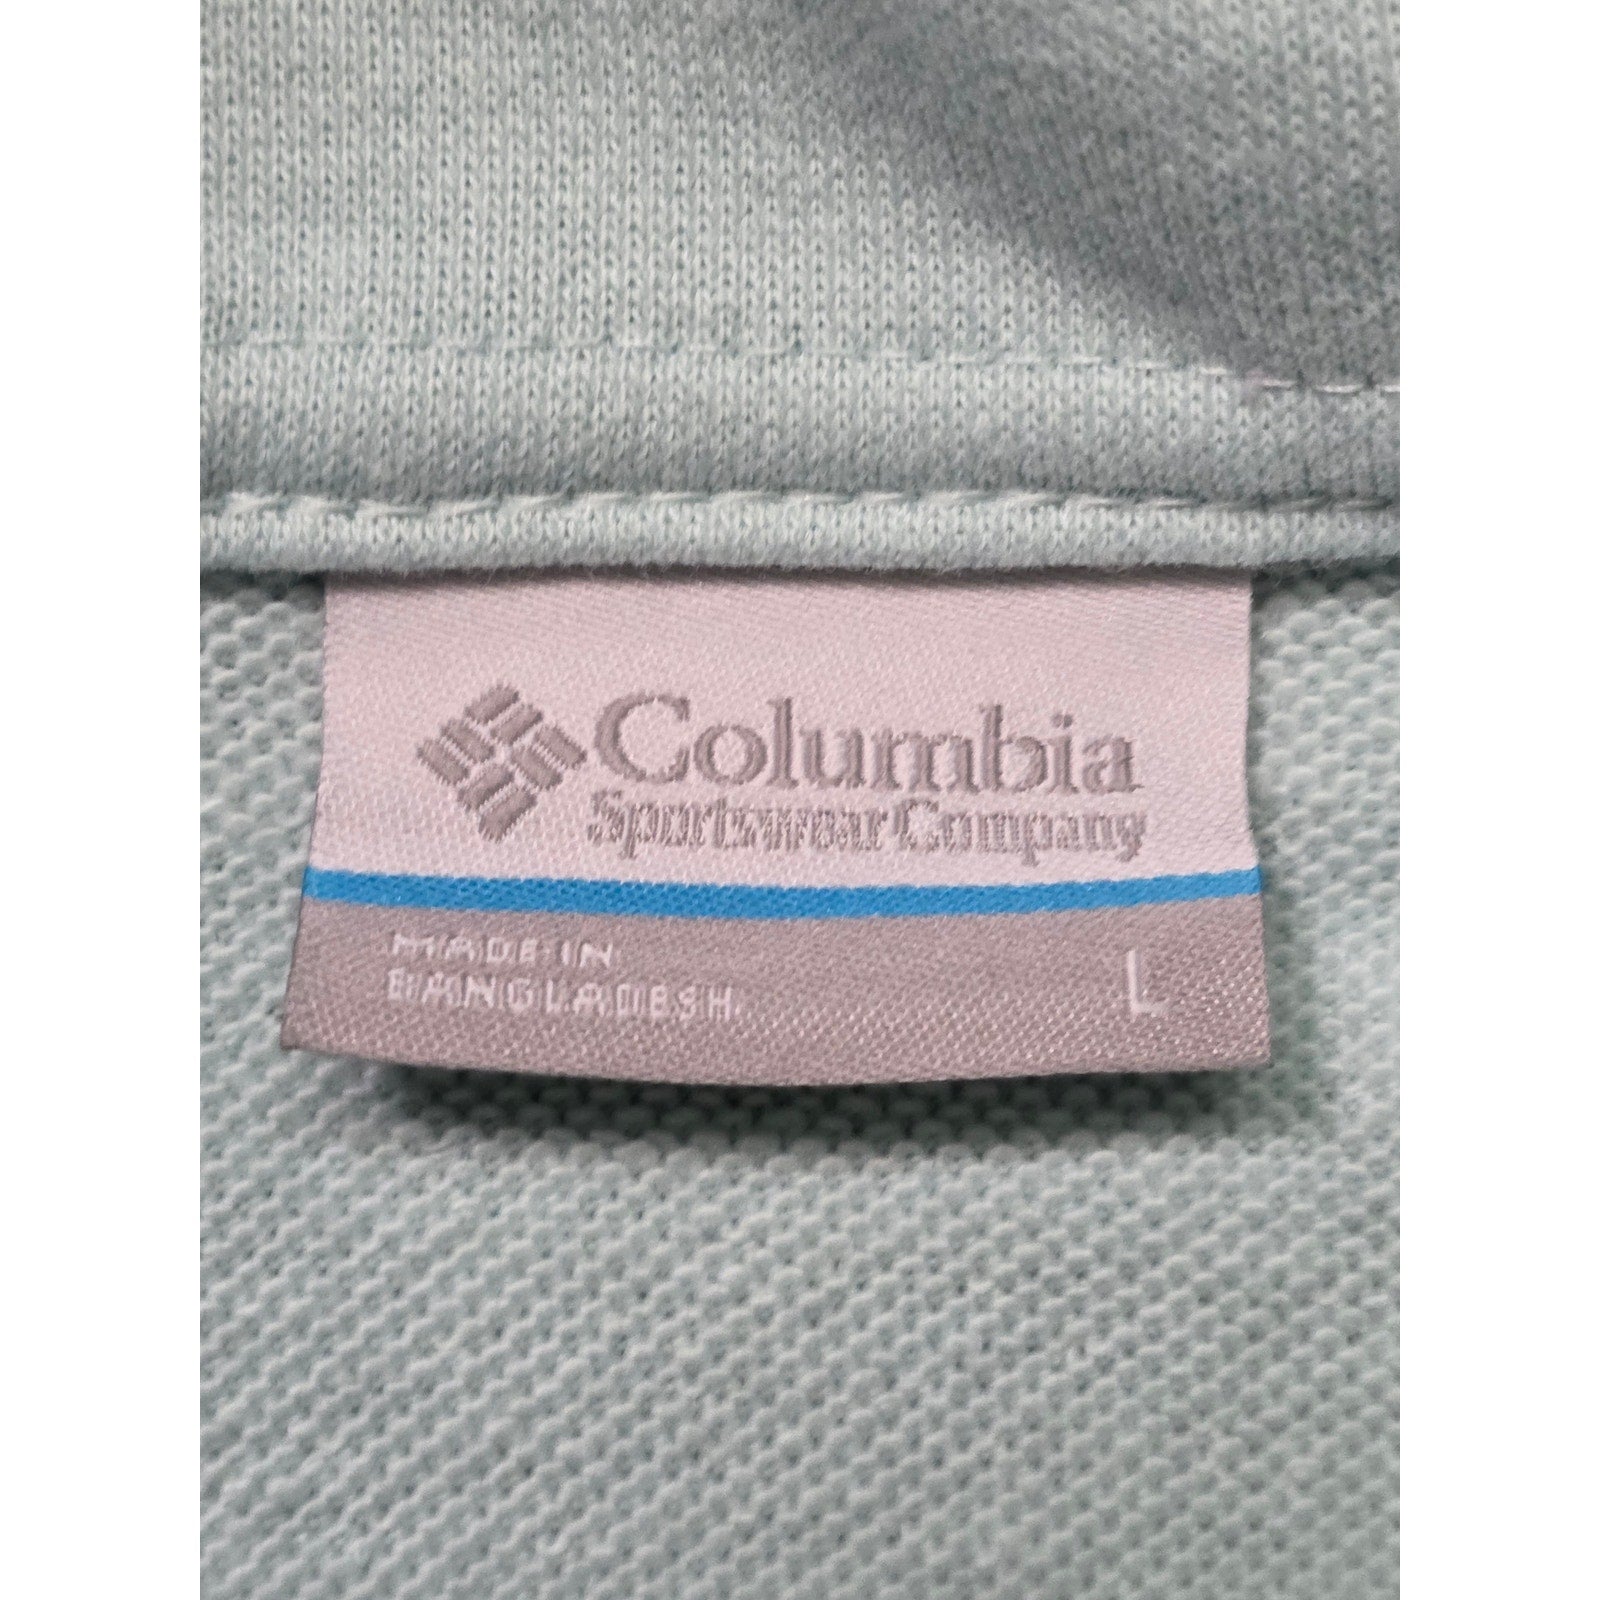 Columbia
Sportswear Company
MADE IN
BANGLADESH
L